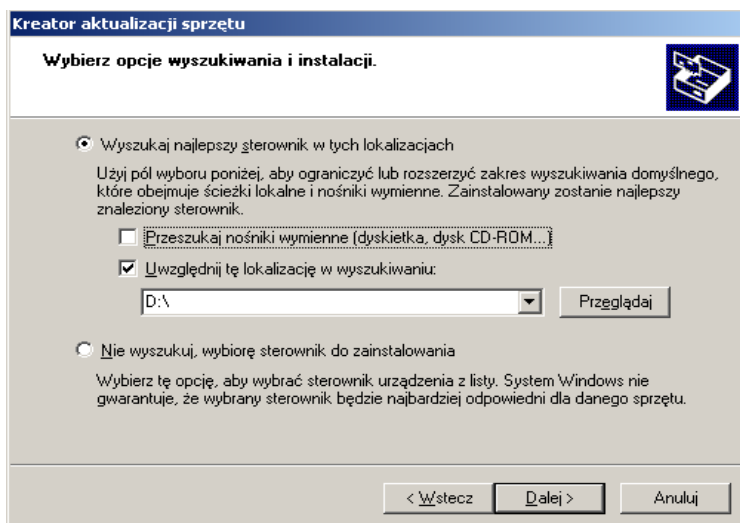 Kreator aktualizacji sprzętu
Wybierz opcje wyszukiwania i instalacji.
Wyszukaj najlepszy sterownik w tych lokalizacjach
Użyj pól wyboru poniżej, aby ograniczyć lub rozszerzyć zakres wyszukiwania domyślnego,
które obejmuje ścieżki lokalne i nośniki wymienne. Zainstalowany zostanie najlepszy
znaleziony sterownik.
Przeszukaj nośniki wymienne (dyskietka, dysk CD-ROM...)
Uwzględnij tę lokalizację w wyszukiwaniu:
D:\
Przeglądaj
Nie wyszukuj, wybiorę sterownik do zainstalowania
Wybierz tę opcję, aby wybrać sterownik urządzenia z listy. System Windows nie
gwarantuje, że wybrany sterownik będzie najbardziej odpowiedni dla danego sprzętu.
< Wstecz
Dalej >
Anuluj